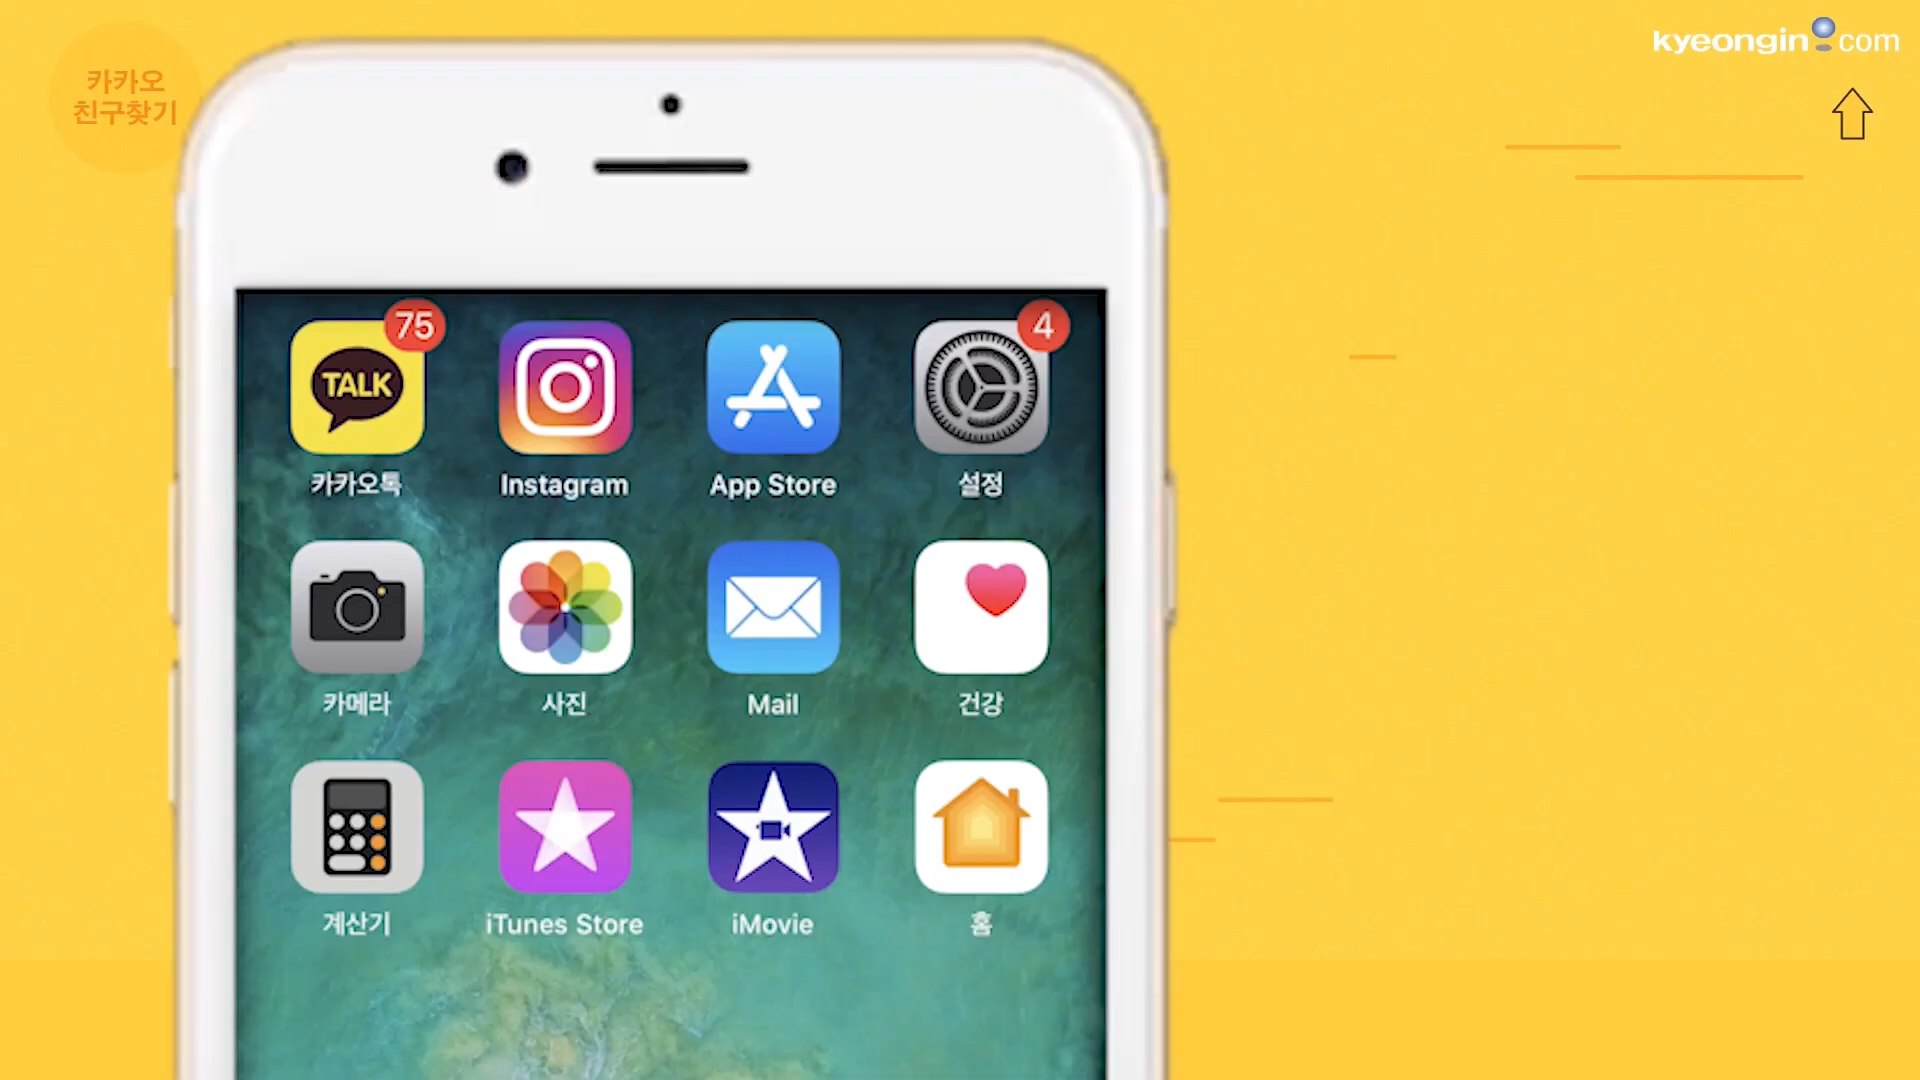 카카오
친구찾기
kyeongin.com
75
4
TALK
카카오톡
Instagram
App Store
설정
카메라
사진
Mail
건강
계산기
iTunes Store
iMovie
홈